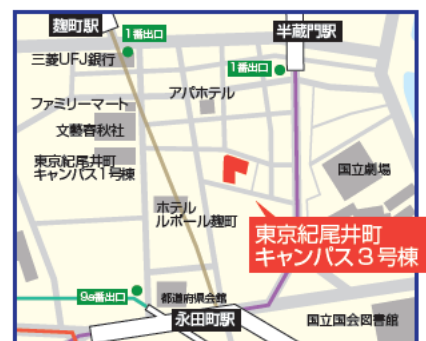 麹町駅
1番出口
半蔵門駅
三菱UFJ銀行
1番出口
アパホテル
ファミリーマート
文藝春秋社
東京紀尾井町
キャンパス1号棟
国立劇場
ホテル
ルポール麹町
東京紀尾井町
キャンパス3号棟
9a番出口
都道府県会館
永田町駅
国立国会図書館